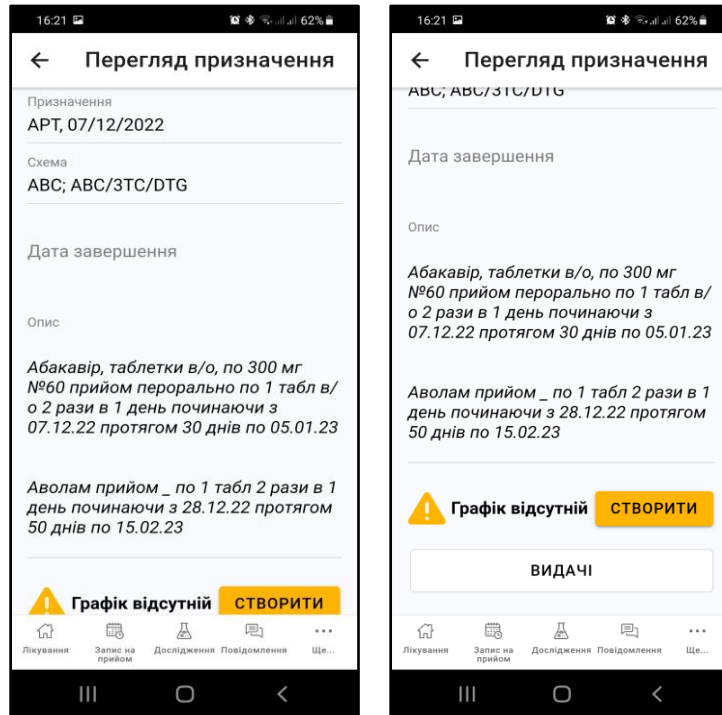 16:21
62%
Перегляд призначення
Призначення
АРТ, 07/12/2022
Схема
ABC; ABC/3TC/DTG
Дата завершення
Опис
Абакавір, таблетки в/о, по 300 мг
№60 прийом перорально по 1 табл в/
о 2 рази в 1 день починаючи з
07.12.22 протягом 30 днів по 05.01.23
Аволам прийом _ по 1 табл 2 рази в 1
день починаючи з 28.12.22 протягом
50 днів по 15.02.23
Графік відсутній СТВОРИТИ
Лікування Запис на прийом Дослідження Повідомлення Ще...
16:21
62%
Перегляд призначення
ABC; ABC/3TC/DTG
Дата завершення
Опис
Абакавір, таблетки в/о, по 300 мг
№60 прийом перорально по 1 табл в/
о 2 рази в 1 день починаючи з
07.12.22 протягом 30 днів по 05.01.23
Аволам прийом _ по 1 табл 2 рази в 1
день починаючи з 28.12.22 протягом
50 днів по 15.02.23
Графік відсутній СТВОРИТИ
ВИДАЧІ
Лікування Запис на прийом Дослідження Повідомлення Ще...